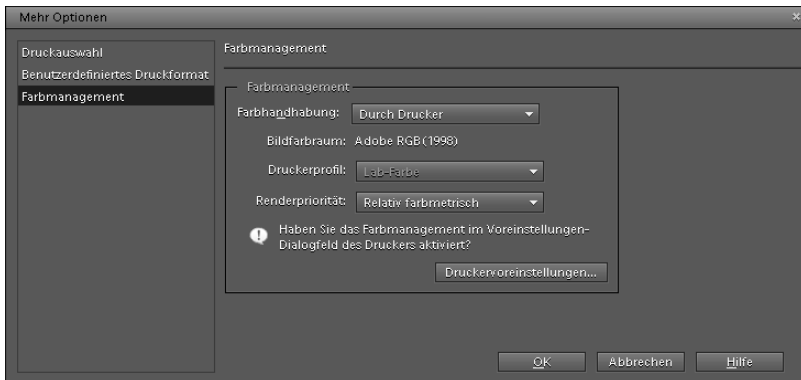 Mehr Optionen
Druckauswahl
Benutzerdefiniertes Druckformat
Farbmanagement
Farbmanagement
Farbmanagement
Farbhandhabung: Durch Drucker
Bildfarbraum: Adobe RGB (1998)
Druckerprofil: Lab-Farbe
Renderpriorität: Relativ farbmetrisch
Haben Sie das Farbmanagement im Voreinstellungen-
Dialogfeld des Druckers aktiviert?
Druckervoreinstellungen...
OK Abbrechen Hilfe